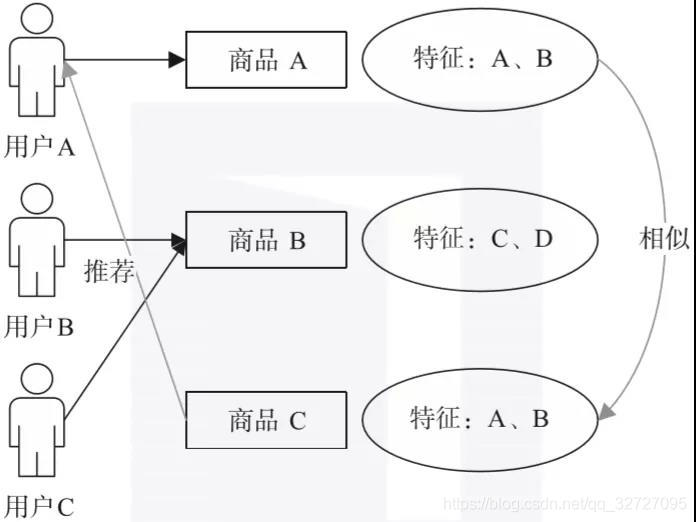 商品 A
特征：A、B
用户A
商品 B
特征：C、D
相似
推荐
用户B
商品 C
特征：A、B
用户C
https://blog.csdn.net/qq_32727095